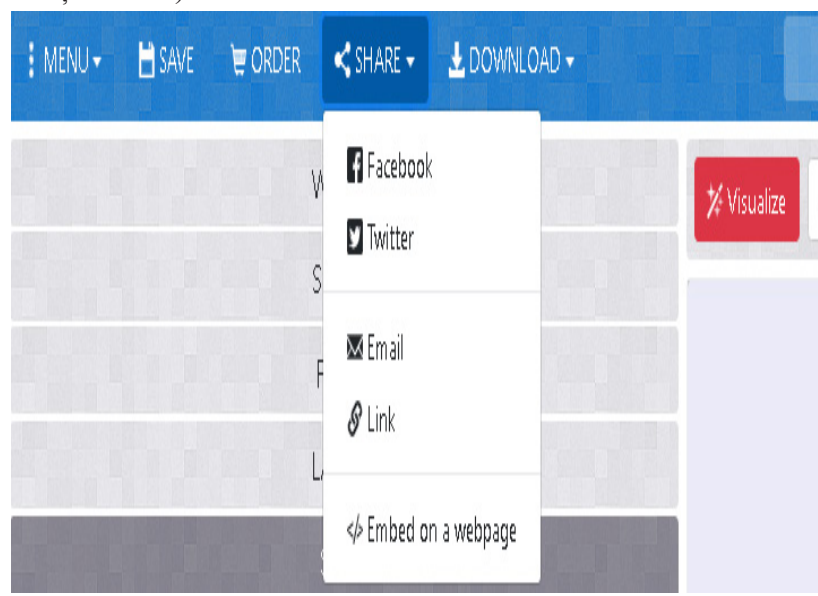 MENU SAVE ORDER SHARE DOWNLOAD
Facebook
Visualize
Twitter
Email
Link
</> Embed on a webpage